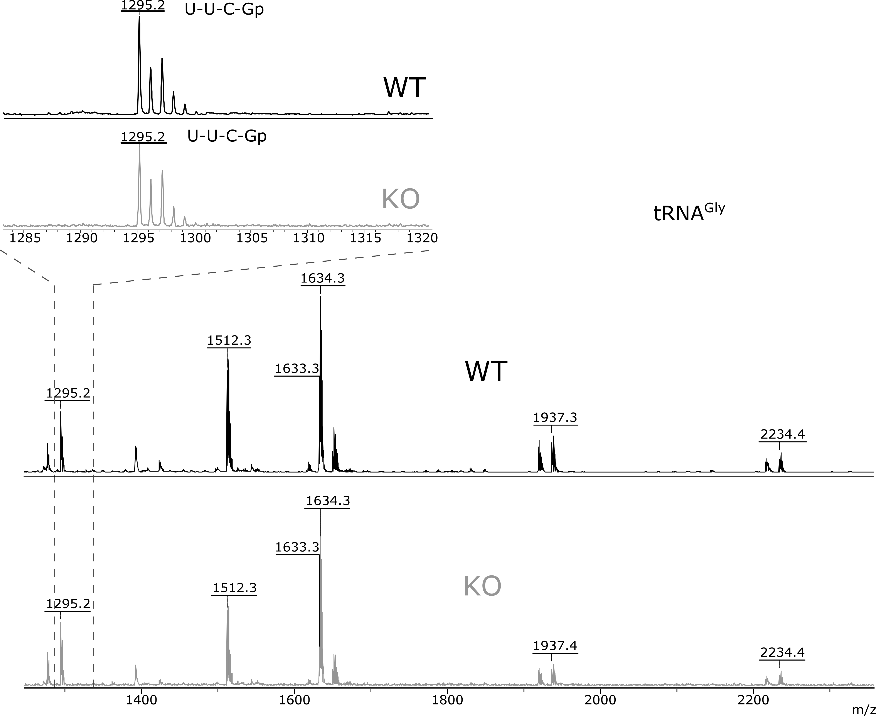 1295.2 U-U-C-Gp
WT
1295.2 U-U-C-Gp
KO
1285 1290 1295 1300 1305 1310 1315 1320
tRNAGly
1634.3
1512.3
1633.3
WT
1295.2
1937.3
2234.4
1634.3
1633.3
KO
1512.3
1295.2
1937.4
2234.4
1400 1600 1800 2000 2200
m/z